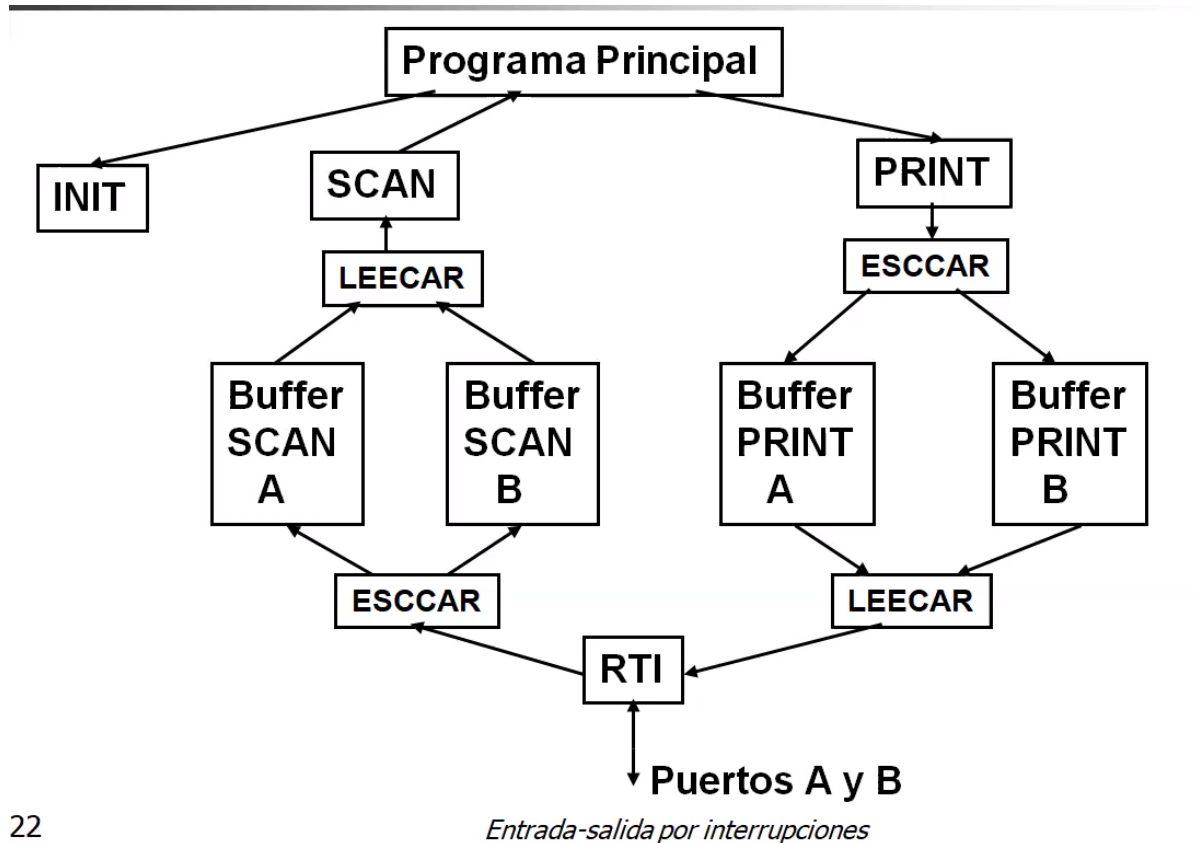 Programa Principal
INIT
SCAN
PRINT
LEECAR
ESCCAR
Buffer
SCAN
A
Buffer
SCAN
B
Buffer
PRINT
A
Buffer
PRINT
B
ESCCAR
LEECAR
RTI
Puertos A y B
22
Entrada-salida por interrupciones